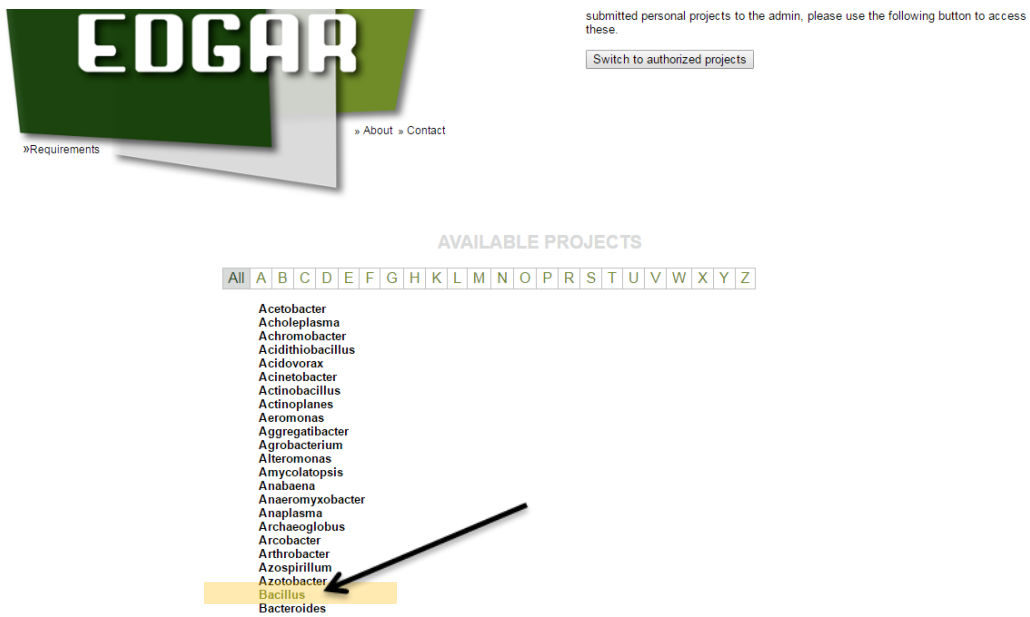 EDGAR
submitted personal projects to the admin, please use the following button to access
these.
Switch to authorized projects
» About » Contact
»Requirements
AVAILABLE PROJECTS
All A B C D E F G H K L M N O P R S T U V W X Y Z
Acetobacter
Acholeplasma
Achromobacter
Acidithiobacillus
Acidovorax
Acinetobacter
Actinobacillus
Actinoplanes
Aeromonas
Aggregatibacter
Agrobacterium
Alteromonas
Amycolatopsis
Anabaena
Anaeromyxobacter
Anaplasma
Archaeoglobus
Arcobacter
Arthrobacter
Azospirillum
Azotobacter
Bacillus
Bacteroides